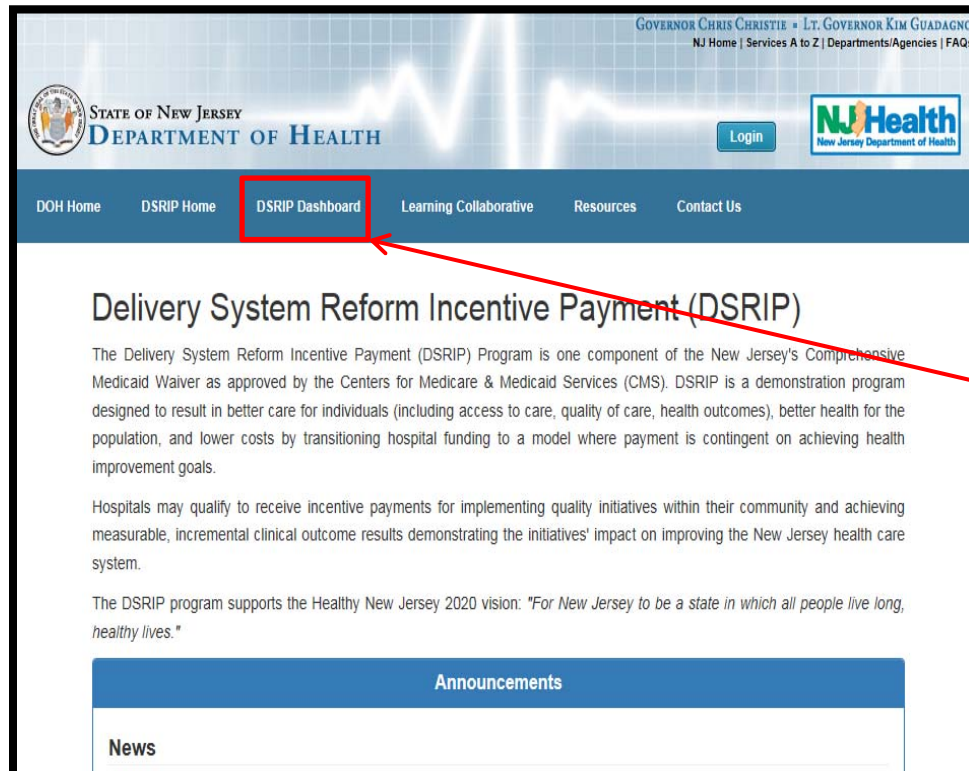 GOVERNOR CHRIS CHRISTIE • LT. GOVERNOR KIM GUADAGNO
NJ Home | Services A to Z | Departments/Agencies | FAQs
STATE OF NEW JERSEY
DEPARTMENT OF HEALTH
Login
NJ Health
New Jersey Department of Health
DOH Home DSRIP Home DSRIP Dashboard Learning Collaborative Resources Contact Us
Delivery System Reform Incentive Payment (DSRIP)
The Delivery System Reform Incentive Payment (DSRIP) Program is one component of the New Jersey's Comprehensive
Medicaid Waiver as approved by the Centers for Medicare & Medicaid Services (CMS). DSRIP is a demonstration program
designed to result in better care for individuals (including access to care, quality of care, health outcomes), better health for the
population, and lower costs by transitioning hospital funding to a model where payment is contingent on achieving health
improvement goals.
Hospitals may qualify to receive incentive payments for implementing quality initiatives within their community and achieving
measurable, incremental clinical outcome results demonstrating the initiatives' impact on improving the New Jersey health care
system.
The DSRIP program supports the Healthy New Jersey 2020 vision: "For New Jersey to be a state in which all people live long,
healthy lives."
Announcements
News